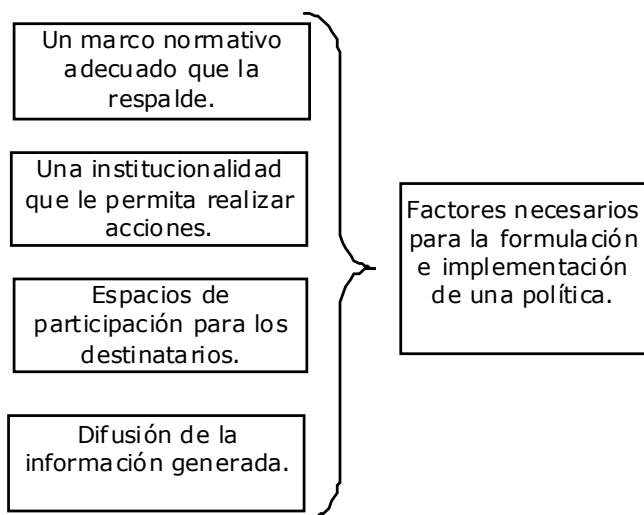 Un marco normativo
adecuado que la
respalde.
Una institucionalidad
que le permita realizar
acciones.
Espacios de
participación para los
destinatarios.
Difusión de la
información generada.
Factores necesarios
para la formulación
e implementación
de una política.